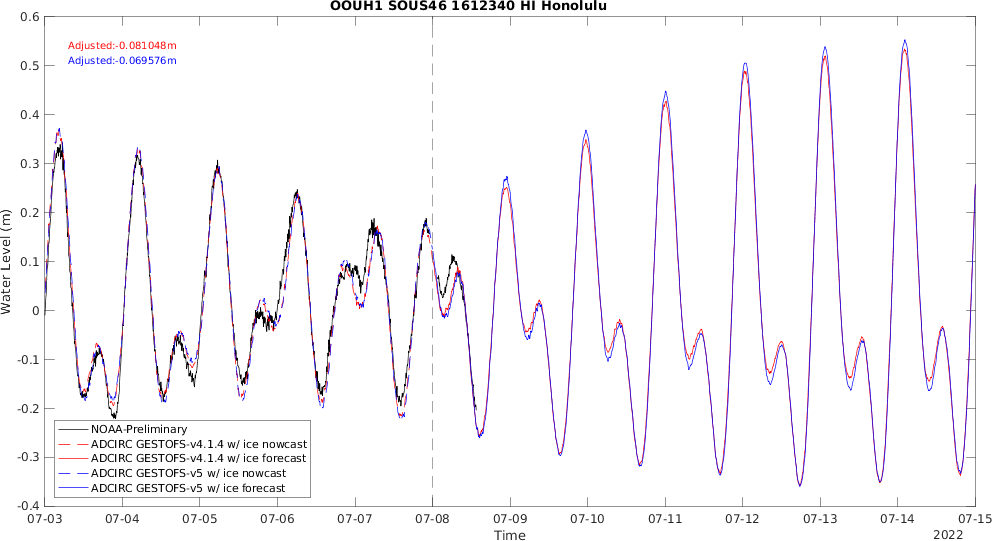 OOUH1 SOUS46 1612340 HI Honolulu
0.6
Adjusted:-0.081048m
Adjusted:-0.069576m
0.5
0.4
0.3
0.2
0.1
0
-0.1
-0.2
-0.3
-0.4
Water Level (m)
NOAA-Preliminary
ADCIRC GESTOFS-v4.1.4 w/ ice nowcast
ADCIRC GESTOFS-v4.1.4 w/ ice forecast
ADCIRC GESTOFS-v5 w/ ice nowcast
ADCIRC GESTOFS-v5 w/ ice forecast
07-03 07-04 07-05 07-06 07-07 07-08 07-09 07-10 07-11 07-12 07-13 07-14 07-15
Time
2022